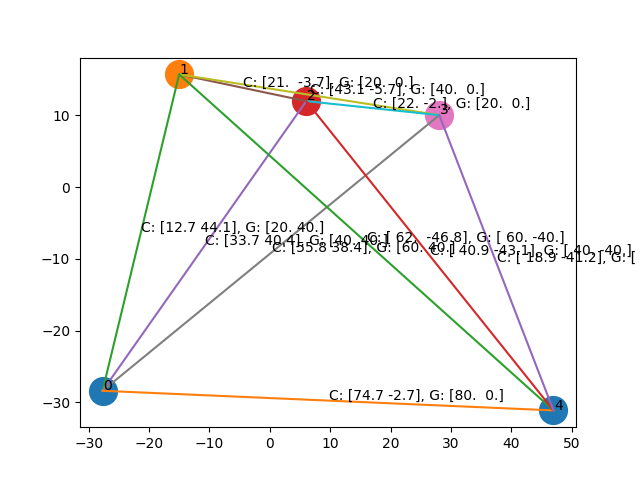 1
C: [21.  -3.7], G: [20.  0.]
2
C: [43.1 -5.7], G: [40.  0.]
C: [22. -2.], G: [20.  0.]
3
10
0
C: [12.7 44.1], G: [20. 40.]
C: [33.7 40.4], G: [40. 40.]
C: [ 62.  -46.8], G: [ 60. -40.]
C: [55.8 38.4], G: [60. 40.]
C: [ 40.9 -43.1], G: [ 40. -40.]
C: [ 18.9 -41.2], G: [
−10
−20
0
C: [74.7 -2.7], G: [80.  0.]
4
−30
−30 −20 −10 0 10 20 30 40 50